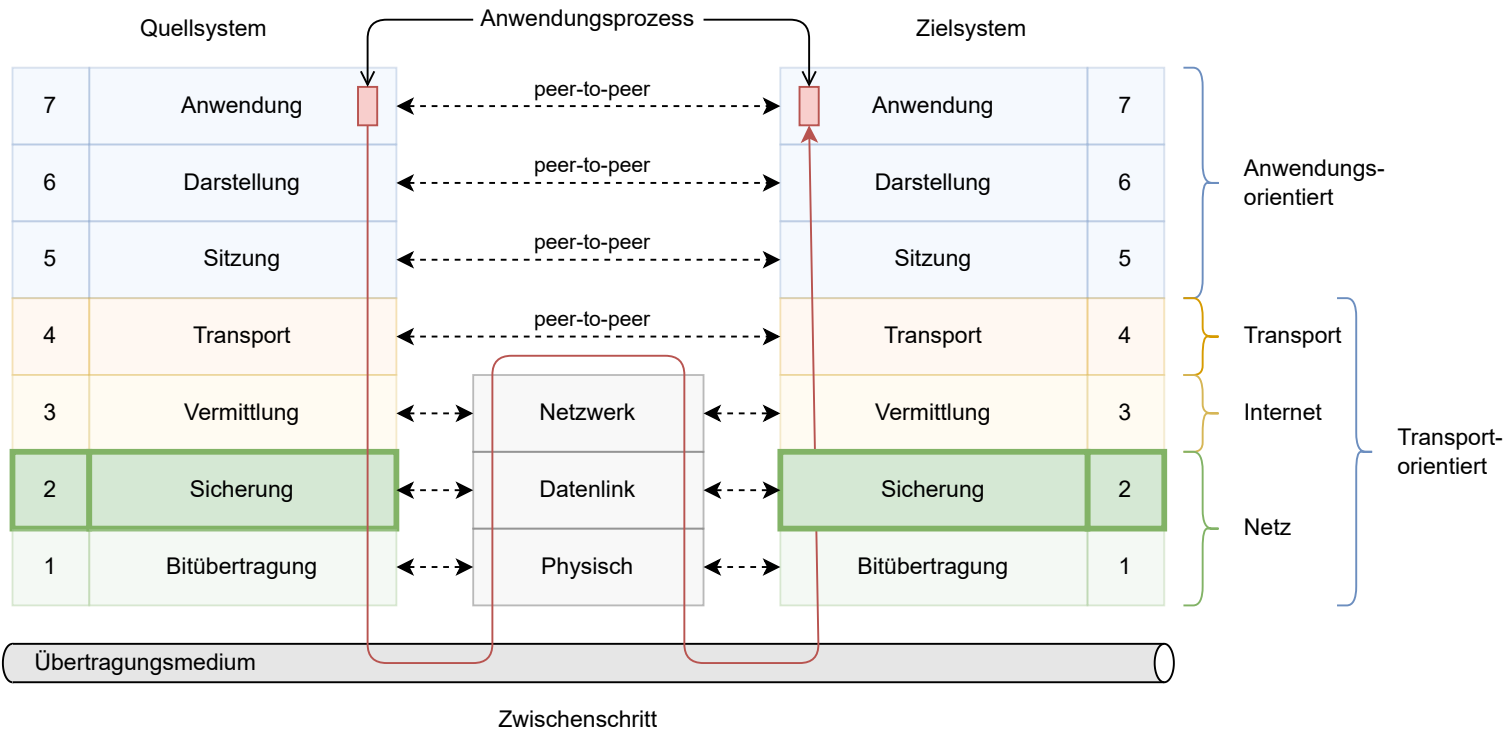 Anwendungsprozess
Quellsystem
Zielsystem
7 Anwendung peer-to-peer Anwendung 7
6 Darstellung peer-to-peer Darstellung 6
Anwendungs-
orientiert
5 Sitzung peer-to-peer Sitzung 5
4 Transport peer-to-peer Transport 4 Transport
3 Vermittlung Netzwerk Vermittlung 3 Internet
Transport-
orientiert
2 Sicherung Datenlink Sicherung 2
Netz
1 Bitübertragung Physisch Bitübertragung 1
Übertragungsmedium
Zwischenschritt